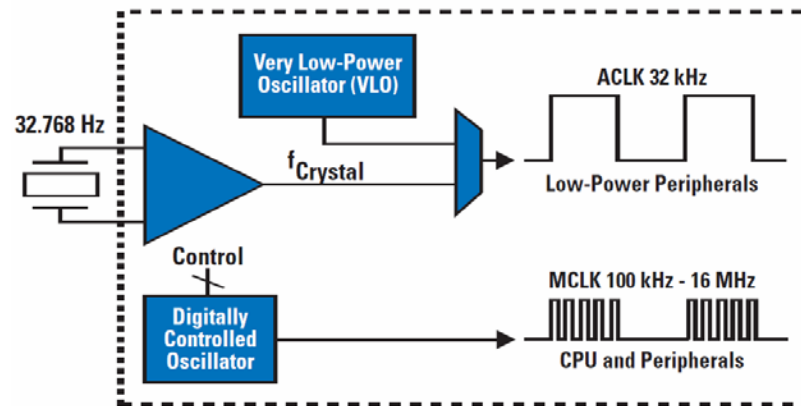 Very Low-Power
Oscillator (VLO)
ACLK 32 kHz
32.768 Hz
fCrystal
Low-Power Peripherals
Control
MCLK 100 kHz - 16 MHz
Digitally
Controlled
Oscillator
CPU and Peripherals